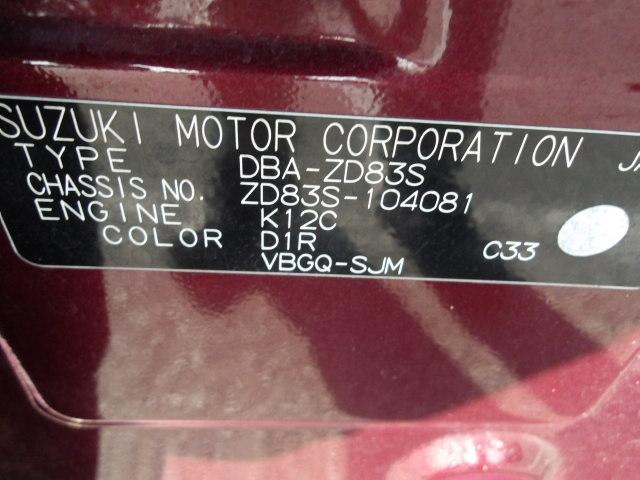 SUZUKI MOTOR CORPORATION
TYPE DBA-ZD83S
CHASSIS NO. ZD83S-104081
ENGINE K12C
COLOR D1R
VBGQ-SJM C33